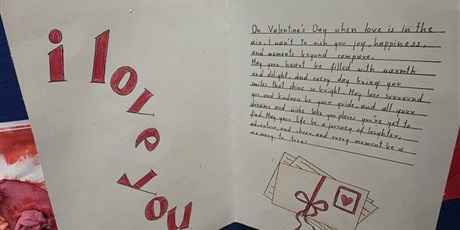 i love you
On Valentine's Day when love is in the
air, I want to wish you joy, happiness,
and moments beyond compare.
May your heart be filled with warmth
and delight, and every day bring you
smiles that shine so bright. May love surround
you and kindness be your guide, and all your
dreams and wishes take you places you've yet to
find. May your life be a journey of laughter,
adventure, and cheer, and every moment be a
memory to